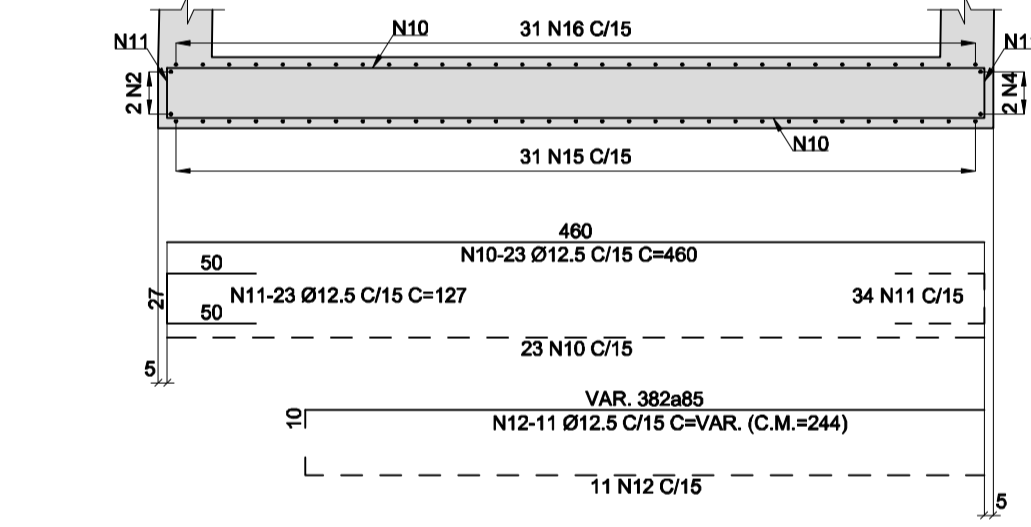 N10
31 N16 C/15
N11
N1
2 N2
2 N4
N10
31 N15 C/15
460
N10-23 Ø12.5 C/15 C=460
50
27
N11-23 Ø12.5 C/15 C=127
34 N11 C/15
50
23 N10 C/15
5
VAR. 382a85
10
N12-11 Ø12.5 C/15 C=VAR. (C.M.=244)
11 N12 C/15
5